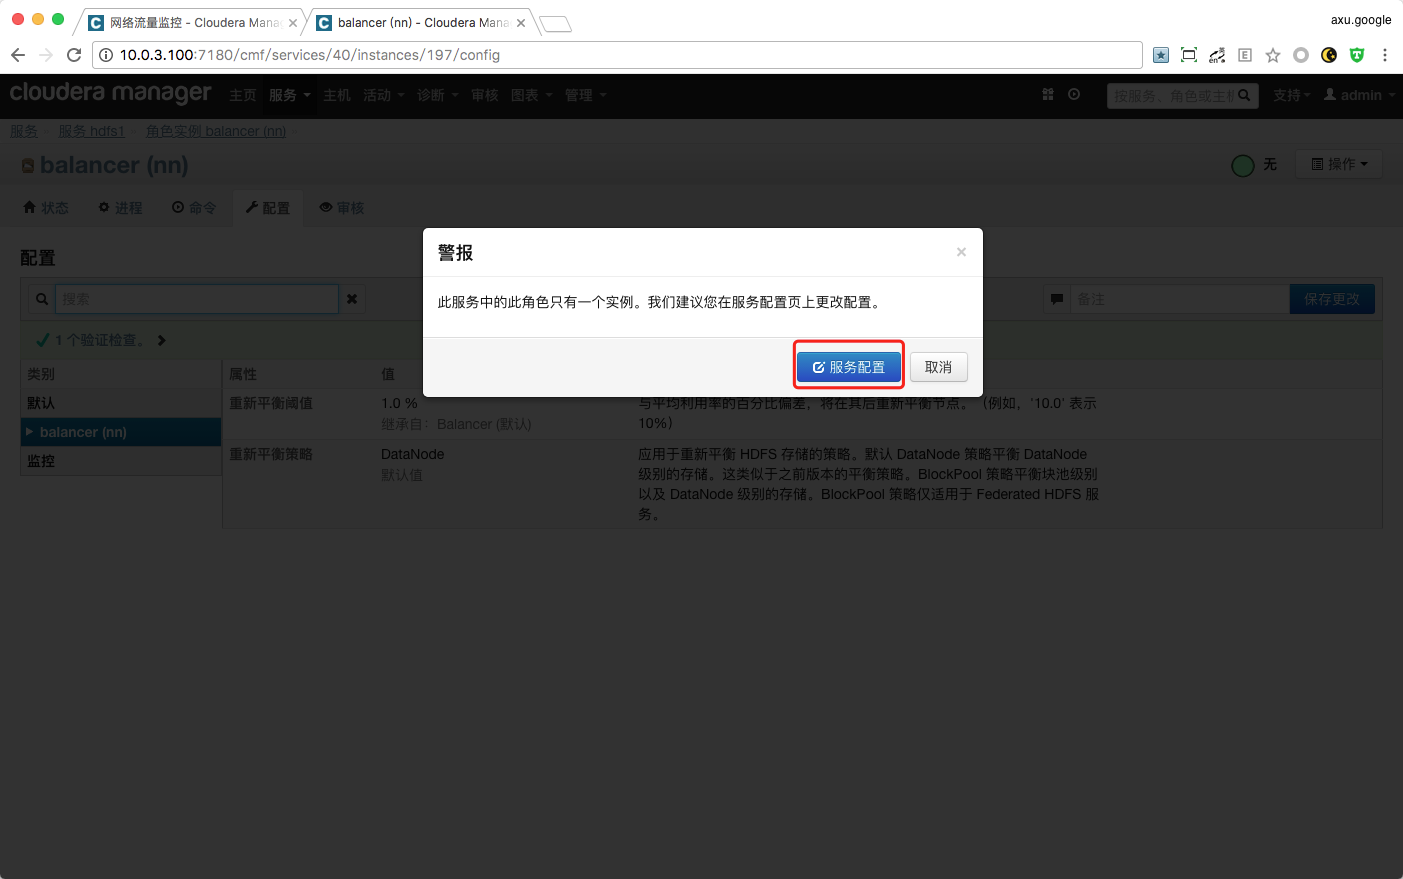 网络流量监控 - Cloudera Mana
balancer (nn) - Cloudera Mana
axu.google
10.0.3.100:7180/cmf/services/40/instances/197/config
cloudera manager
主页 服务 主机 活动 诊断 审核 图表 管理
按服务、角色或主机
支持 admin
服务 服务 hdfs1 角色实例 balancer (nn)
balancer (nn)
无 操作
状态 进程 命令 配置 审核
配置
搜索
备注
保存更改
1 个验证检查。
警报
此服务中的此角色只有一个实例。我们建议您在服务配置页上更改配置。
服务配置
取消
类别
默认
balancer (nn)
监控
属性 值
重新平衡阈值
1.0 %
继承自：Balancer (默认)
与平均利用率的百分比偏差，将在其后重新平衡节点。（例如，'10.0' 表示
10%）
重新平衡策略
DataNode
默认值
应用于重新平衡 HDFS 存储的策略。默认 DataNode 策略平衡 DataNode
级别的存储。这类似于之前版本的平衡策略。BlockPool 策略平衡块池级别
以及 DataNode 级别的存储。BlockPool 策略仅适用于 Federated HDFS 服
务。